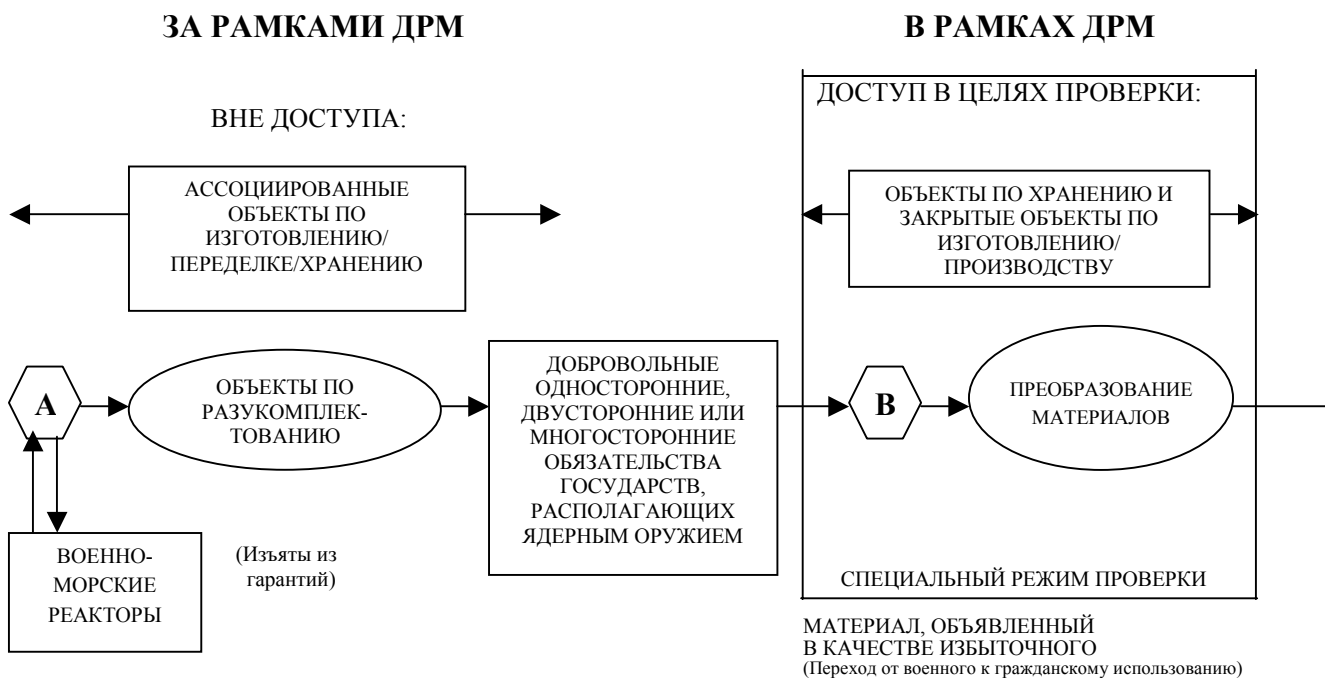 ЗА РАМКАМИ ДРМ
В РАМКАХ ДРМ
ВНЕ ДОСТУПА:
ДОСТУП В ЦЕЛЯХ ПРОВЕРКИ:
АССОЦИИРОВАННЫЕ
ОБЪЕКТЫ ПО
ИЗГОТОВЛЕНИЮ/
ПЕРЕДЕЛКЕ/ХРАНЕНИЮ
ОБЪЕКТЫ ПО ХРАНЕНИЮ И
ЗАКРЫТЫЕ ОБЪЕКТЫ ПО
ИЗГОТОВЛЕНИЮ/
ПРОИЗВОДСТВУ
А
ОБЪЕКТЫ ПО
РАЗУКОМПЛЕК-
ТОВАНИЮ
ДОБРОВОЛЬНЫЕ
ОДНОСТОРОННИЕ,
ДВУСТОРОННИЕ ИЛИ
МНОГОСТОРОННИЕ
ОБЯЗАТЕЛЬСТВА
ГОСУДАРСТВ,
РАСПОЛАГАЮЩИХ
ЯДЕРНЫМ ОРУЖИЕМ
В
ПРЕОБРАЗОВАНИЕ
МАТЕРИАЛОВ
ВОЕННО-
МОРСКИЕ
РЕАКТОРЫ
(Изъяты из
гарантий)
СПЕЦИАЛЬНЫЙ РЕЖИМ ПРОВЕРКИ
МАТЕРИАЛ, ОБЪЯВЛЕННЫЙ
В КАЧЕСТВЕ ИЗБЫТОЧНОГО
(Переход от военного к гражданскому использованию)